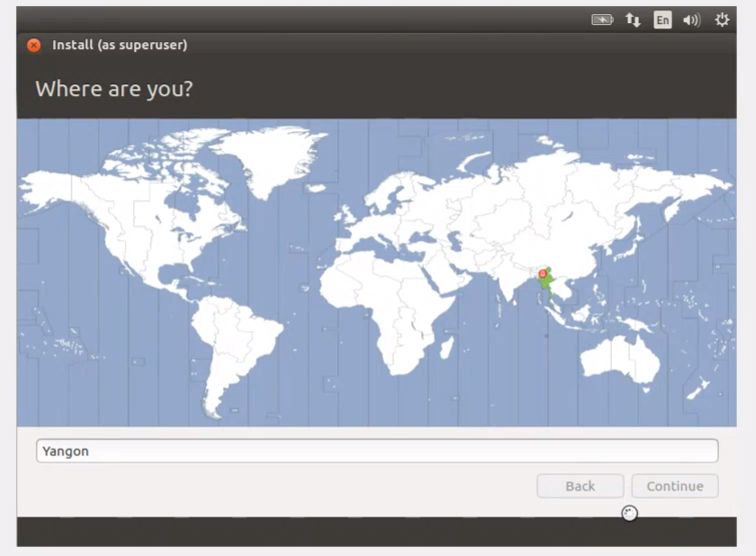 En
Install (as superuser)
Where are you?
Yangon
Back
Continue